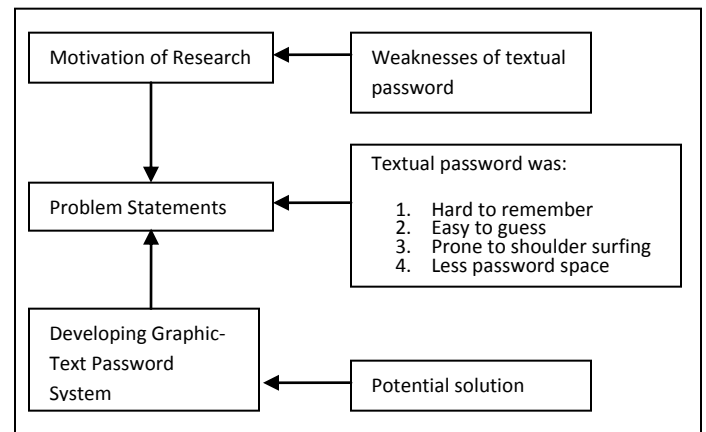 Motivation of Research
Weaknesses of textual
password
Textual password was:
1. Hard to remember
2. Easy to guess
3. Prone to shoulder surfing
4. Less password space
Problem Statements
Developing Graphic-
Text Password
System
Potential solution